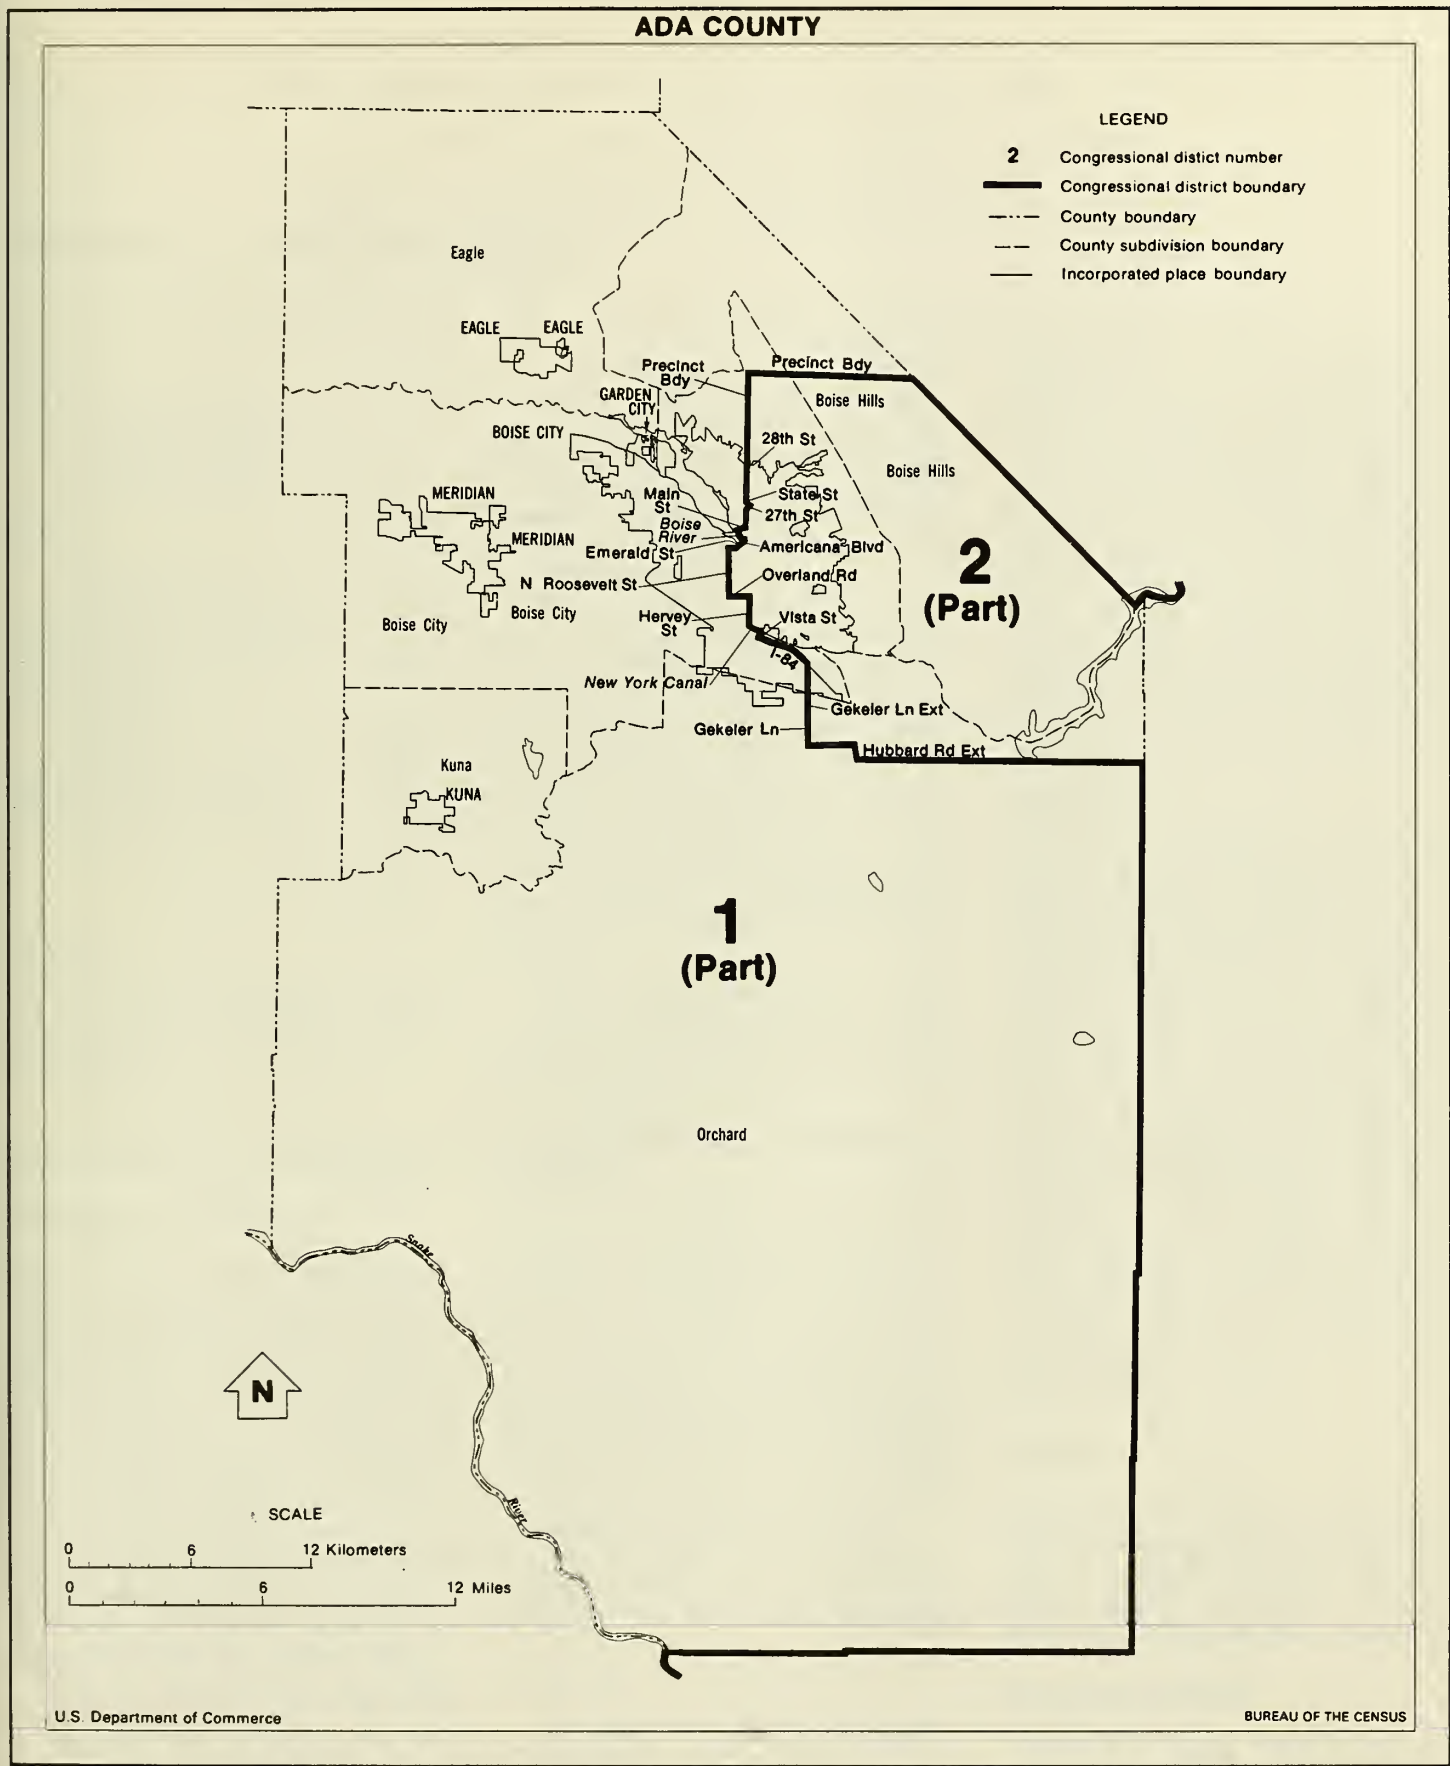 ADA COUNTY
LEGEND
2 Congressional distict number
Congressional district boundary
County boundary
County subdivision boundary
Incorporated place boundary
Eagle
EAGLE EAGLE
Precinct
Bdy
Precinct Bdy
GARDEN
CITY
Boise Hills
BOISE CITY
28th St
Boise Hills
MERIDIAN
Main
St
State St
27th St
Boise
River
MERIDIAN
Emerald St
Americana Blvd
2
(Part)
N Roosevelt St
Overland Rd
Boise City
Boise City
Hervey
St
Vista St
I-84
New York Canal
Gekeler Ln Ext
Gekeler Ln
Hubbard Rd Ext
Kuna
KUNA
1
(Part)
Orchard
Snake
River
N
SCALE
0 6 12 Kilometers
0 6 12 Miles
U.S. Department of Commerce
BUREAU OF THE CENSUS